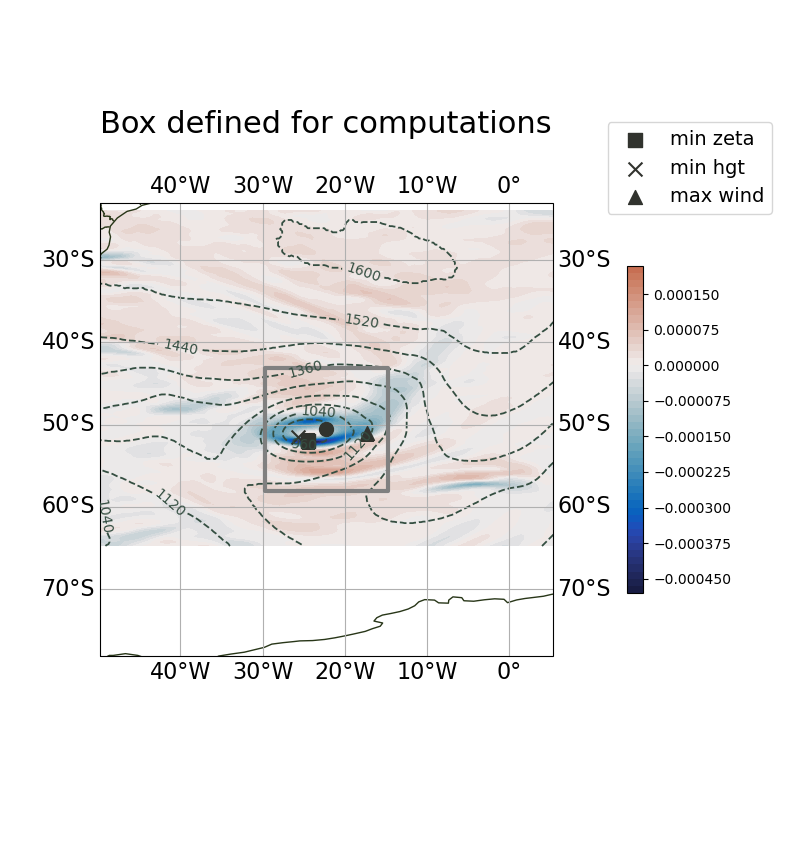 Box defined for computations
min zeta
min hgt
max wind
40°W 30°W 20°W 10°W 0°
30°S 30°S
40°S 40°S
50°S 50°S
60°S 60°S
70°S 70°S
40°W 30°W 20°W 10°W 0°
1600
1520
1440
1360
1040
1120
1040
0.000150
0.000075
0.000000
−0.000075
−0.000150
−0.000225
−0.000300
−0.000375
−0.000450